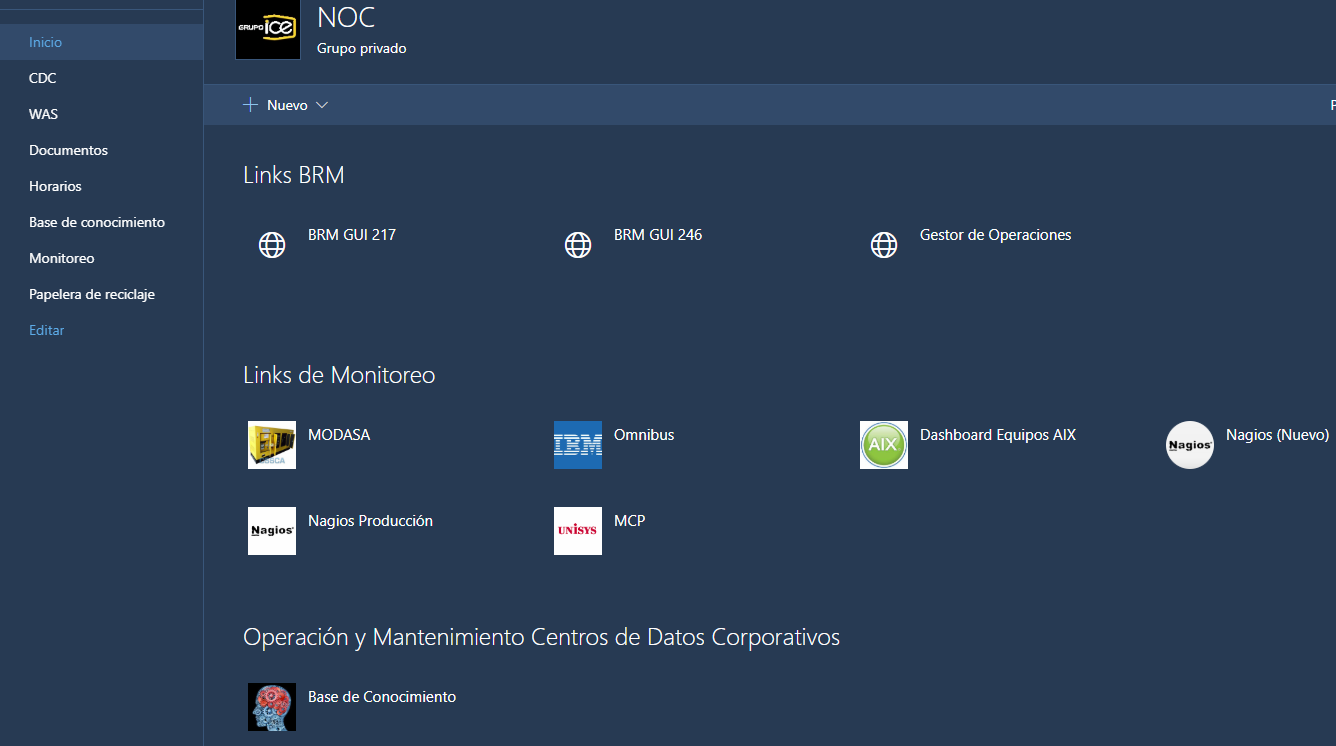 GRUPO ice
NOC
Grupo privado
Inicio
CDC
WAS
Documentos
Horarios
Base de conocimiento
Monitoreo
Papelera de reciclaje
Editar
Nuevo
P
Links BRM
BRM GUI 217
BRM GUI 246
Gestor de Operaciones
Links de Monitoreo
MODASA
IBM
Omnibus
AIX
Dashboard Equipos AIX
Nagios
Nagios (Nuevo)
Nagios
Nagios Producción
UNISYS
MCP
Operación y Mantenimiento Centros de Datos Corporativos
Base de Conocimiento